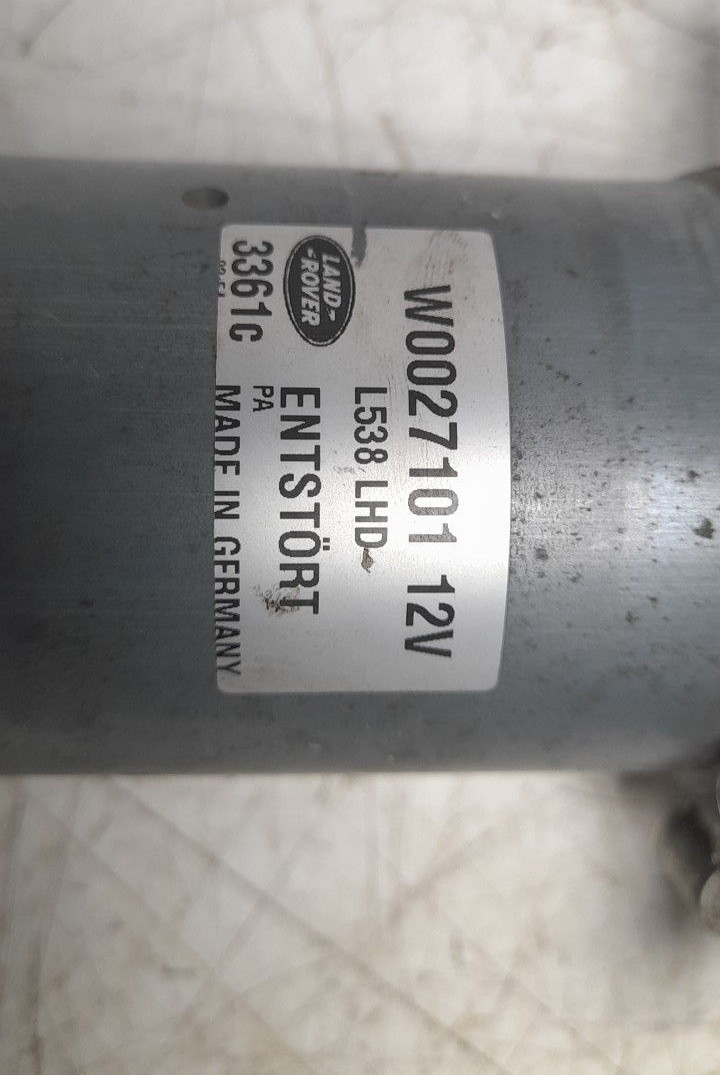 W0027101 12V
L538 LHD
LAND-
-ROVER
ENTSTÖRT
PA
3361c
MADE IN GERMANY